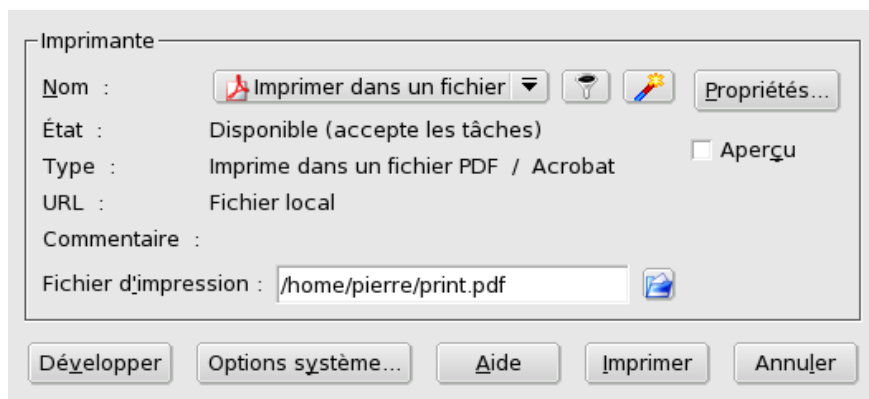 Imprimante
Nom : Imprimer dans un fichier Propriétés...
État : Disponible (accepte les tâches)
Aperçu
Type : Imprime dans un fichier PDF / Acrobat
URL : Fichier local
Commentaire :
Fichier d'impression : /home/pierre/print.pdf
Développer Options système... Aide Imprimer Annuler